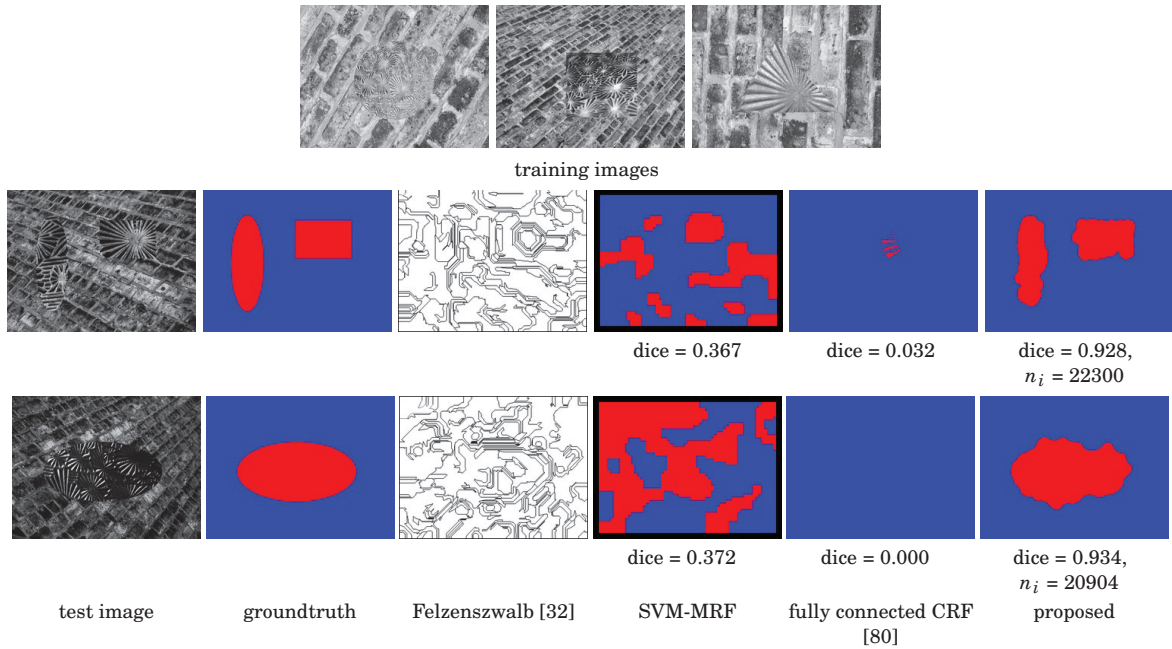 training images
dice = 0.367
dice = 0.032
dice = 0.928,
n_i = 22300
dice = 0.372
dice = 0.000
dice = 0.934,
n_i = 20904
test image
groundtruth
Felzenszwalb [32]
SVM-MRF
fully connected CRF
[80]
proposed